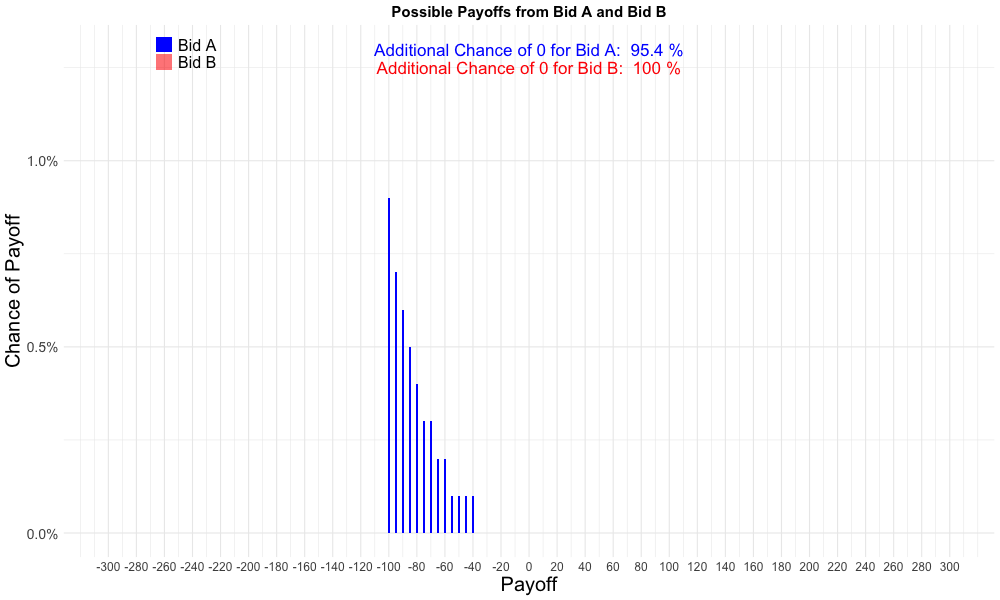 Possible Payoffs from Bid A and Bid B
Bid A
Bid B
Additional Chance of 0 for Bid A: 95.4 %
Additional Chance of 0 for Bid B: 100 %
Chance of Payoff
1.0%
0.5%
0.0%
-300 -280 -260 -240 -220 -200 -180 -160 -140 -120 -100 -80 -60 -40 -20 0 20 40 60 80 100 120 140 160 180 200 220 240 260 280 300
Payoff